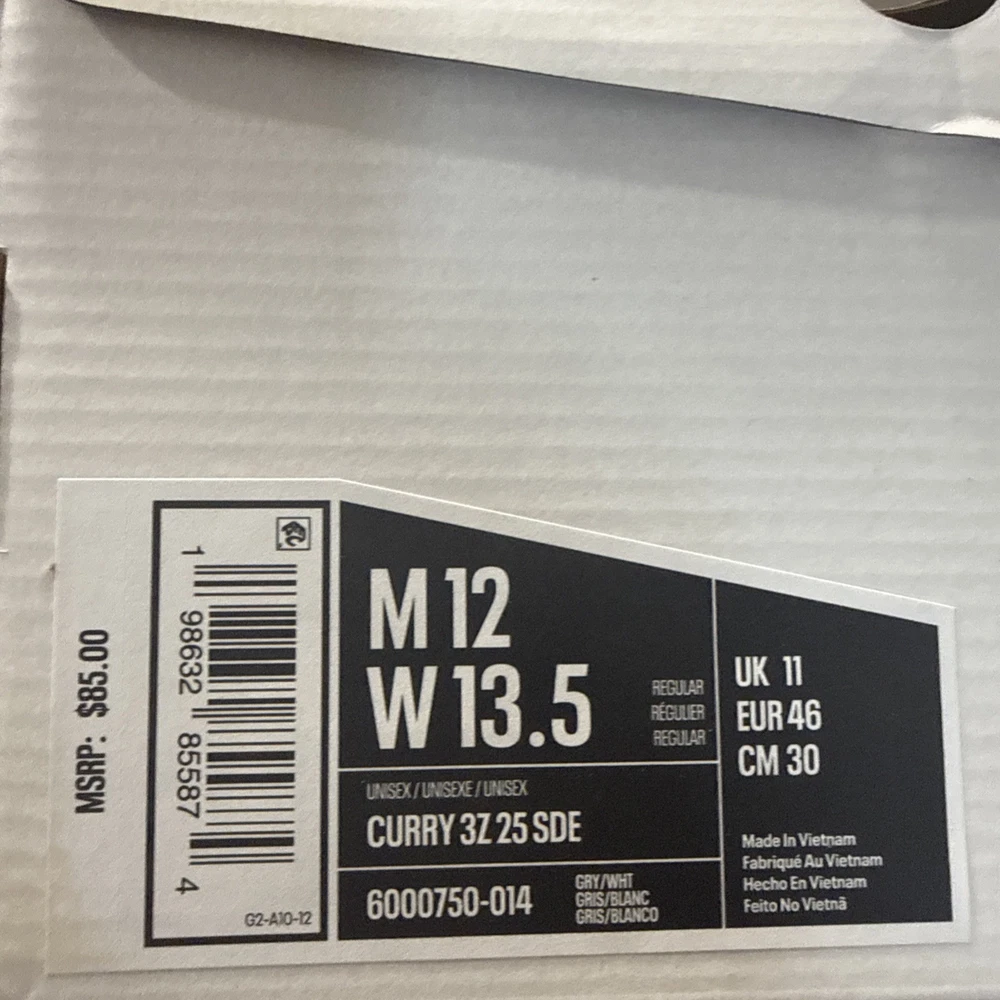 MSRP: $85.00
1 98632 85587 4
G2-A10-12
M 12
W 13.5
REGULAR
RÉGULIER
REGULAR
UNISEX / UNISEXE / UNISEX
CURRY 3Z 25 SDE
6000750-014
GRY/WHT
GRIS/BLANC
GRIS/BLANCO
UK 11
EUR 46
CM 30
Made In Vietnam
Fabriqué Au Vietnam
Hecho En Vietnam
Feito No Vietnã